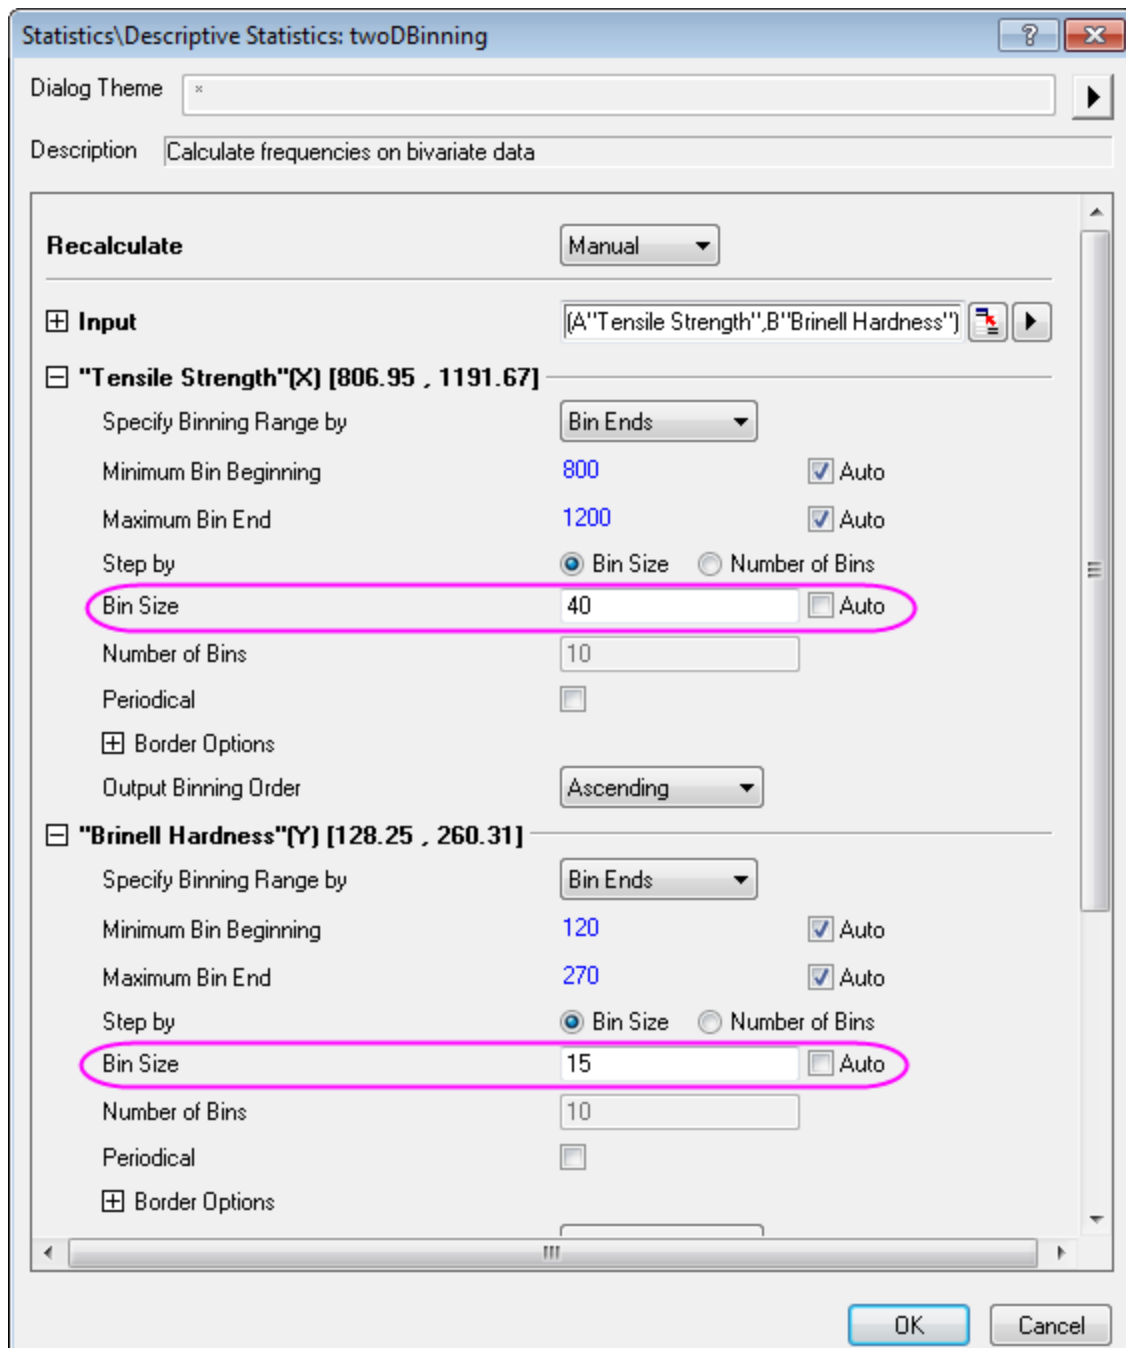 Statistics\Descriptive Statistics: twoDBinning
Dialog Theme *
Description Calculate frequencies on bivariate data
Recalculate Manual
Input (A"Tensile Strength",B"Brinell Hardness")
"Tensile Strength"(X) [806.95 , 1191.67]
Specify Binning Range by Bin Ends
Minimum Bin Beginning 800 Auto
Maximum Bin End 1200 Auto
Step by Bin Size Number of Bins
Bin Size 40 Auto
Number of Bins 10
Periodical
Border Options
Output Binning Order Ascending
"Brinell Hardness"(Y) [128.25 , 260.31]
Specify Binning Range by Bin Ends
Minimum Bin Beginning 120 Auto
Maximum Bin End 270 Auto
Step by Bin Size Number of Bins
Bin Size 15 Auto
Number of Bins 10
Periodical
Border Options
OK Cancel